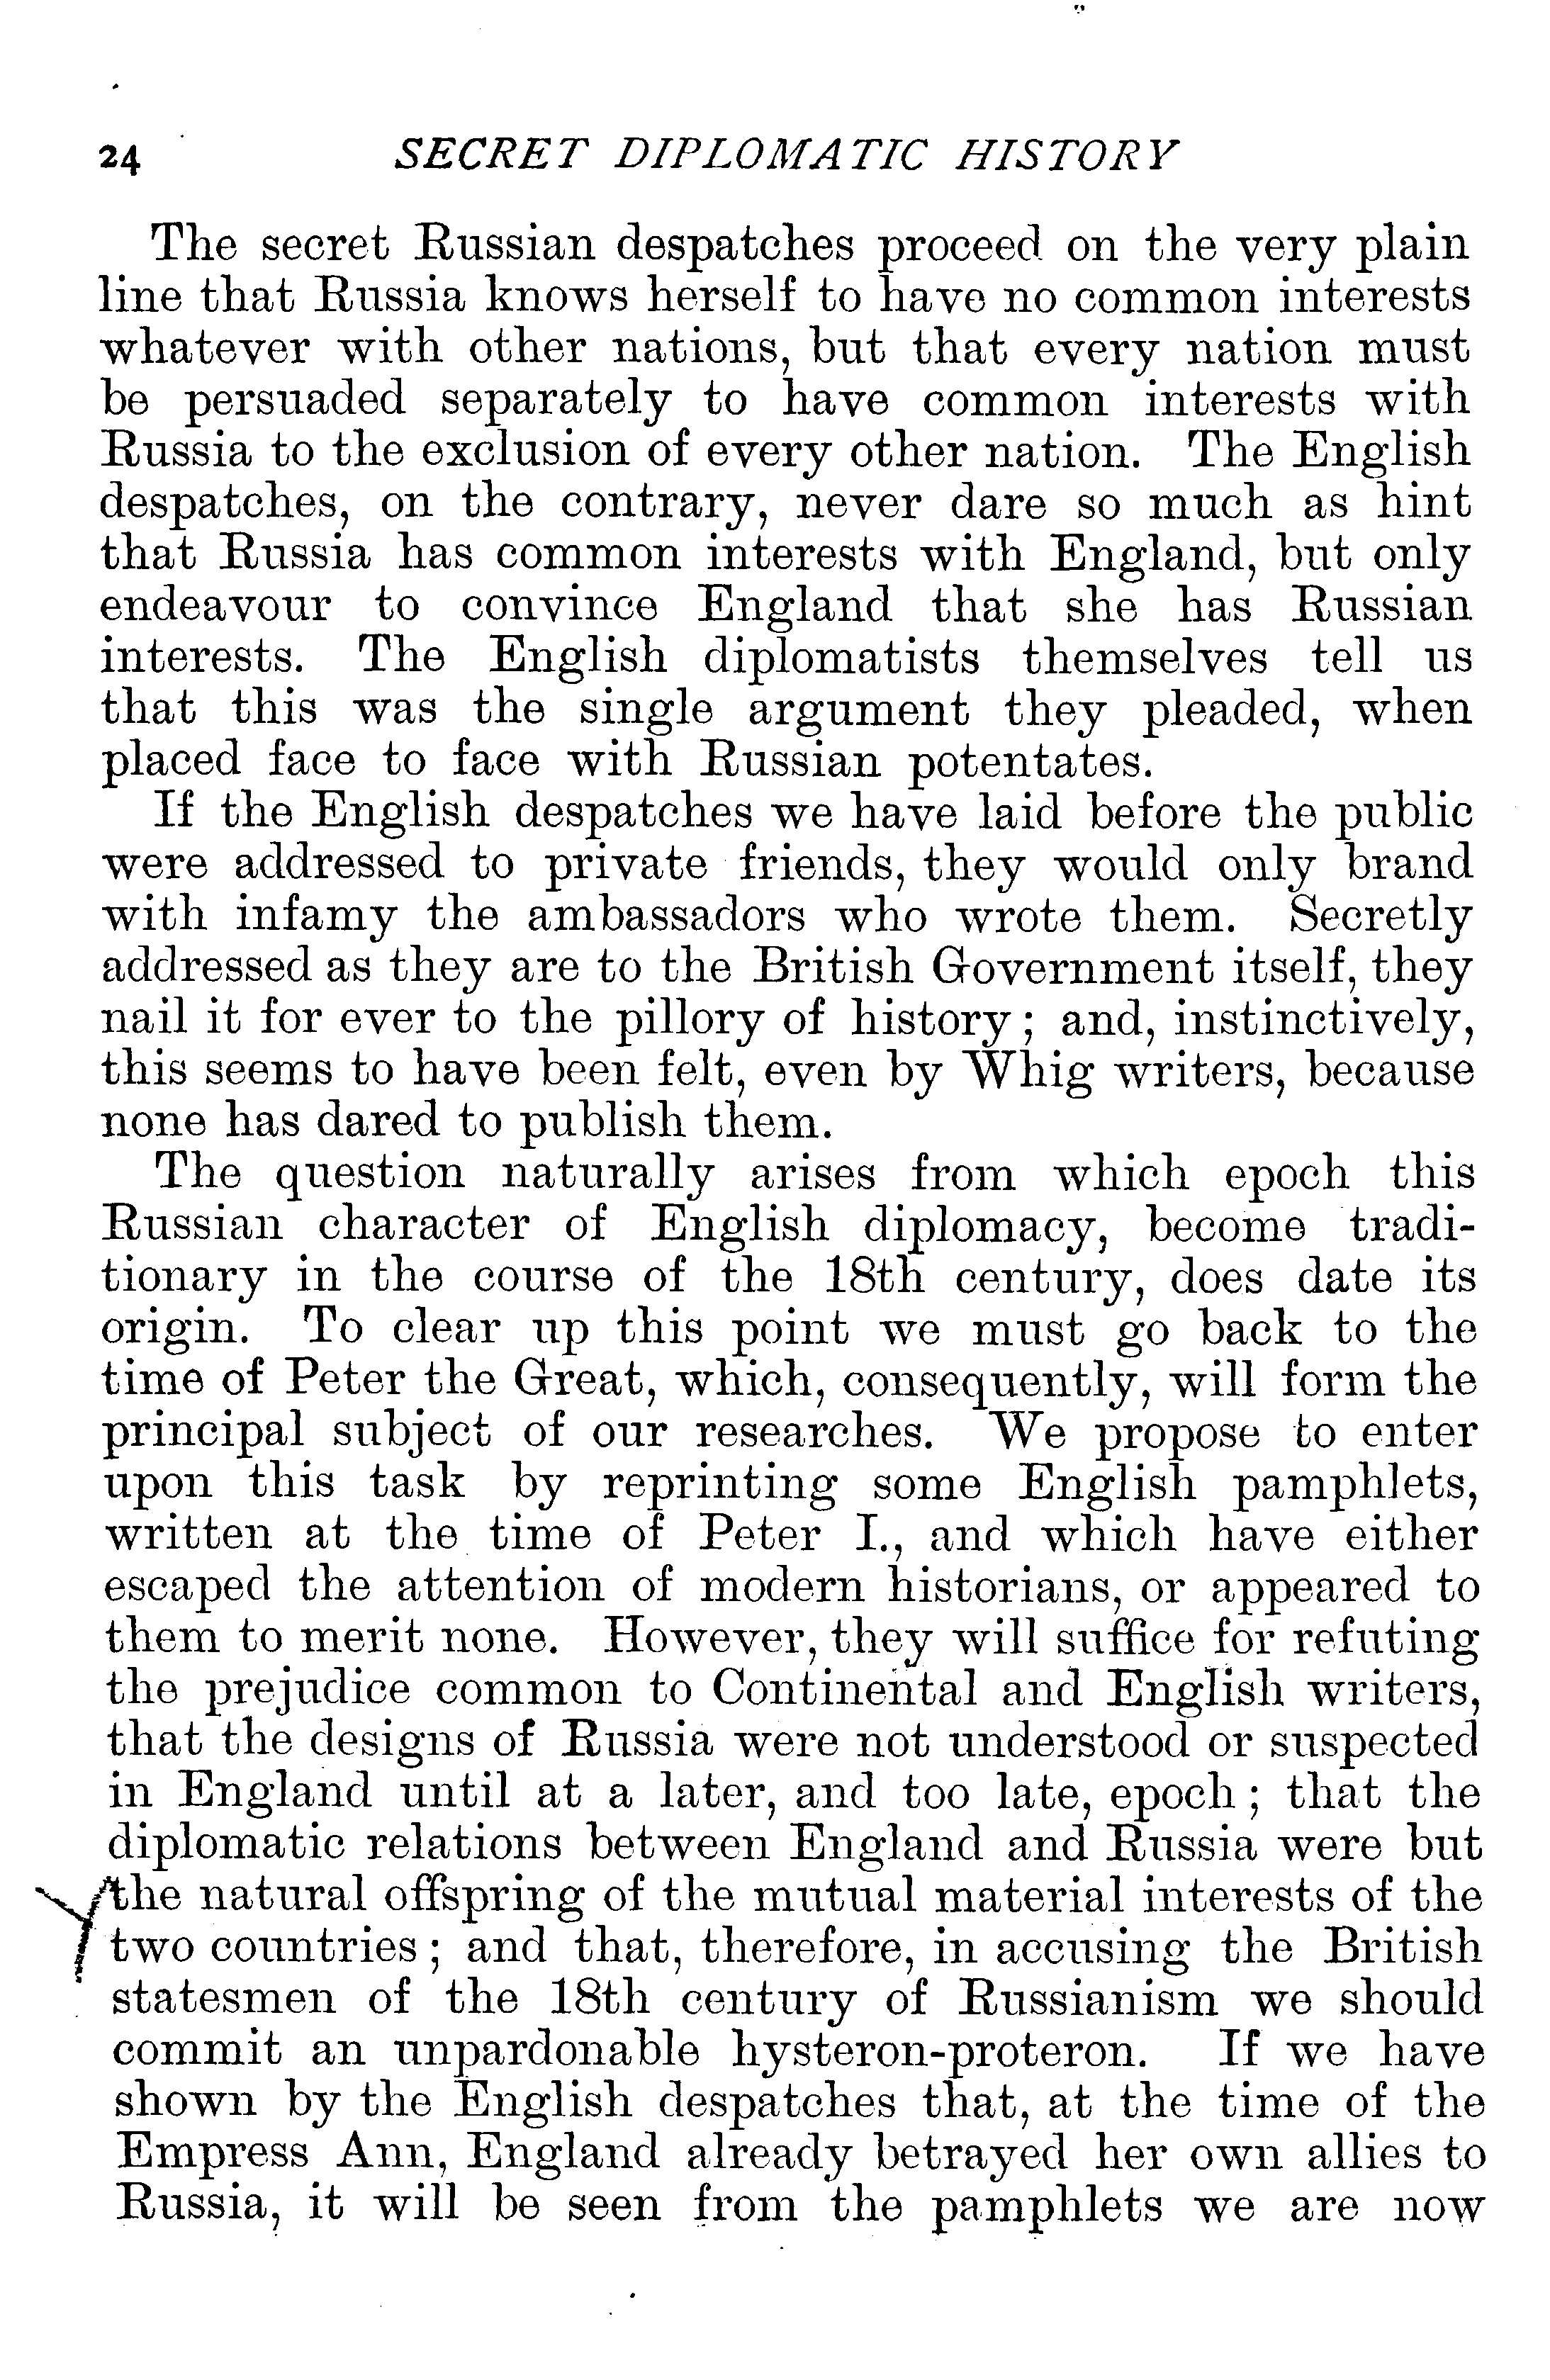 24 SECRET DIPLOMATIC HISTORY
The secret Russian despatches proceed on the very plain
line that Russia knows herself to have no common interests
whatever with other nations, but that every nation must
be persuaded separately to have common interests with
Russia to the exclusion of every other nation. The English
despatches, on the contrary, never dare so much as hint
that Russia has common interests with England, but only
endeavour to convince England that she has Russian
interests. The English diplomatists themselves tell us
that this was the single argument they pleaded, when
placed face to face with Russian potentates.
If the English despatches we have laid before the public
were addressed to private friends, they would only brand
with infamy the ambassadors who wrote them. Secretly
addressed as they are to the British Government itself, they
nail it for ever to the pillory of history; and, instinctively,
this seems to have been felt, even by Whig writers, because
none has dared to publish them.
The question naturally arises from which epoch this
Russian character of English diplomacy, become tradi-
tionary in the course of the 18th century, does date its
origin. To clear up this point we must go back to the
time of Peter the Great, which, consequently, will form the
principal subject of our researches. We propose to enter
upon this task by reprinting some English pamphlets,
written at the time of Peter I., and which have either
escaped the attention of modern historians, or appeared to
them to merit none. However, they will suffice for refuting
the prejudice common to Continental and English writers,
that the designs of Russia were not understood or suspected
in England until at a later, and too late, epoch; that the
diplomatic relations between England and Russia were but
the natural offspring of the mutual material interests of the
two countries; and that, therefore, in accusing the British
statesmen of the 18th century of Russianism we should
commit an unpardonable hysteron-proteron. If we have
shown by the English despatches that, at the time of the
Empress Ann, England already betrayed her own allies to
Russia, it will be seen from the pamphlets we are now